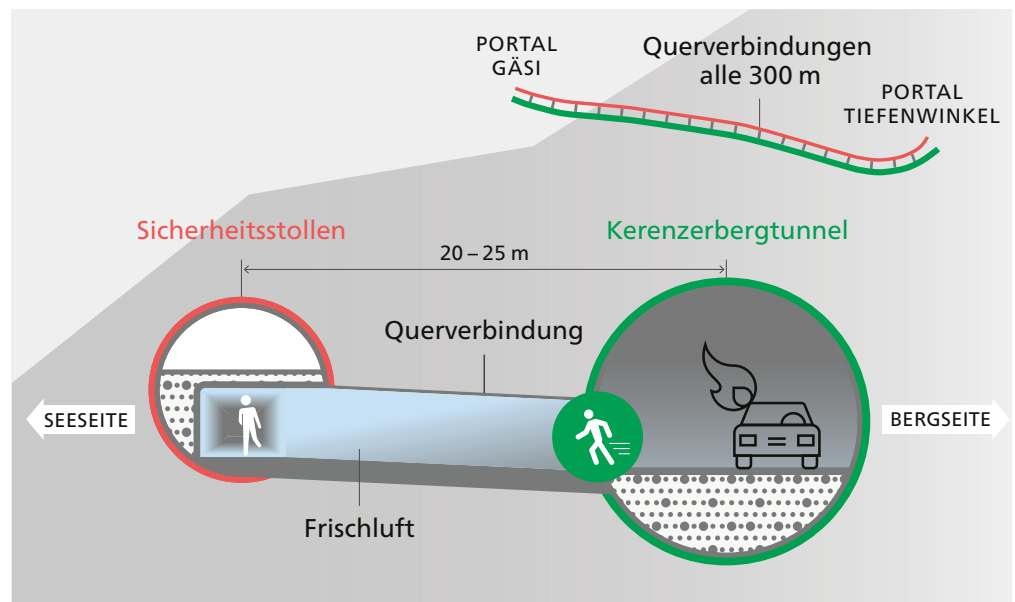 PORTAL
GÄSI
Querverbindungen
alle 300 m
PORTAL
TIEFENWINKEL
Sicherheitsstollen
Kerenzerbergtunnel
20 – 25 m
Querverbindung
SEESEITE
BERGSEITE
Frischluft